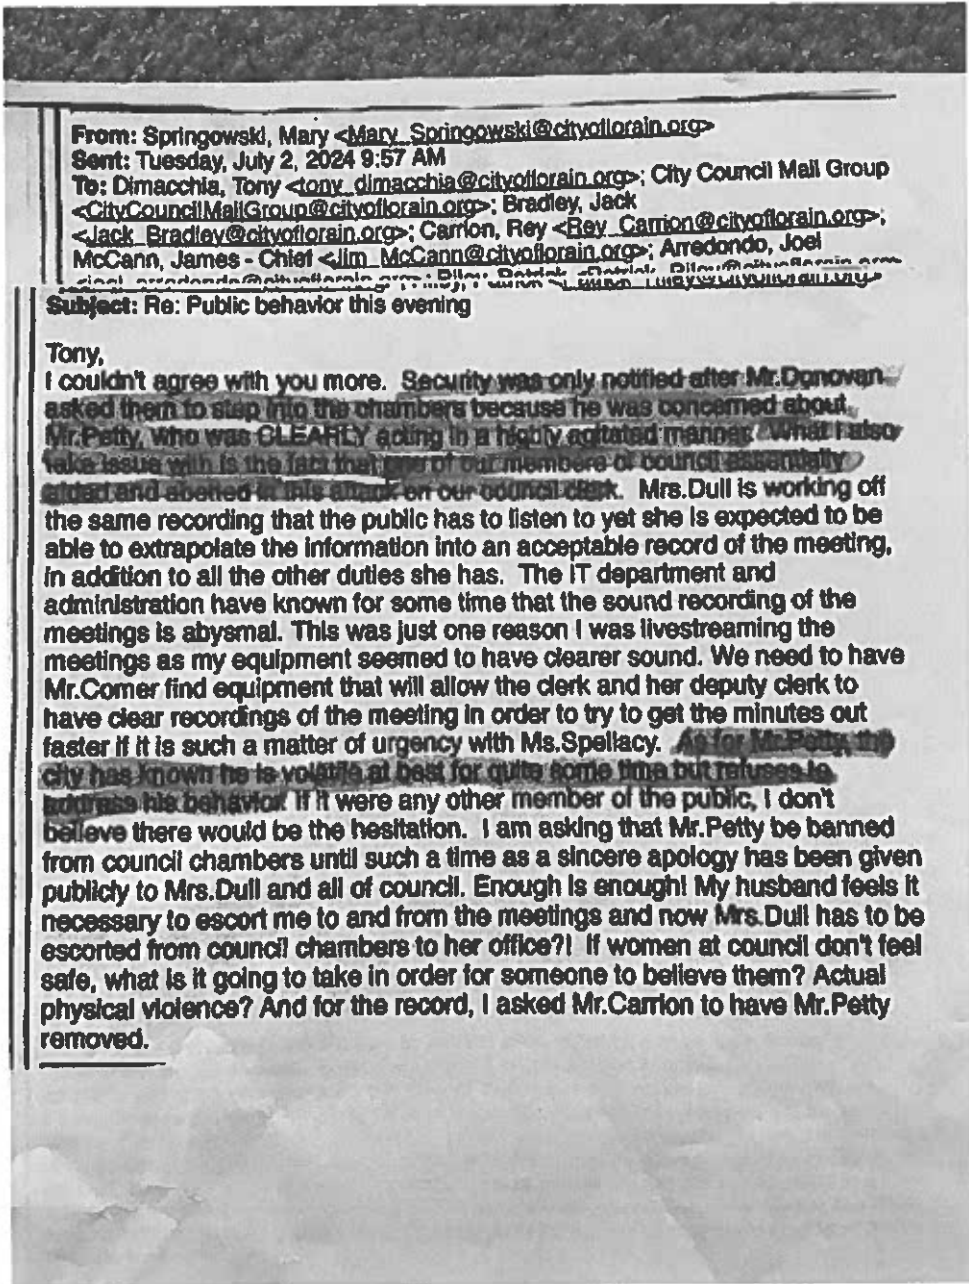 From: Springowski, Mary <Mary_Springowski@cityoflorain.org>
Sent: Tuesday, July 2, 2024 9:57 AM
To: Dimacchia, Tony <tony_dimacchia@cityoflorain.org>; City Council Mail Group
<CityCouncilMailGroup@cityoflorain.org>; Bradley, Jack
<Jack_Bradley@cityoflorain.org>; Carrion, Rey <Rey_Carrion@cityoflorain.org>;
McCann, James - Chief <Jim_McCann@cityoflorain.org>; Arredondo, Joel
Subject: Re: Public behavior this evening
Tony,
I couldn't agree with you more. Security was only notified after Mr.Donovan
asked them to step into the chambers because he was concerned about
Mr.Petty, who was CLEARLY acting in a highly agitated manner. What I also
take issue with is the fact that one of our members of council essentially
aided and abetted in this attack on our council clerk. Mrs.Dull is working off
the same recording that the public has to listen to yet she is expected to be
able to extrapolate the information into an acceptable record of the meeting,
in addition to all the other duties she has. The IT department and
administration have known for some time that the sound recording of the
meetings is abysmal. This was just one reason I was livestreaming the
meetings as my equipment seemed to have clearer sound. We need to have
Mr.Comer find equipment that will allow the clerk and her deputy clerk to
have clear recordings of the meeting in order to try to get the minutes out
faster if it is such a matter of urgency with Ms.Spellacy. As for Mr.Petty, the
city has known he is volatile at best for quite some time but refuses to
address his behavior. If it were any other member of the public, I don't
believe there would be the hesitation. I am asking that Mr.Petty be banned
from council chambers until such a time as a sincere apology has been given
publicly to Mrs.Dull and all of council. Enough is enough! My husband feels it
necessary to escort me to and from the meetings and now Mrs.Dull has to be
escorted from council chambers to her office?! If women at council don't feel
safe, what is it going to take in order for someone to believe them? Actual
physical violence? And for the record, I asked Mr.Carrion to have Mr.Petty
removed.